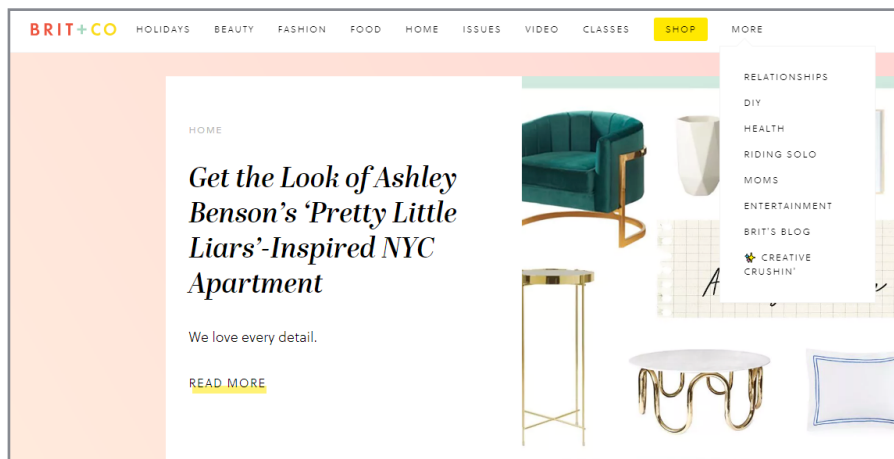 BRIT+CO HOLIDAYS BEAUTY FASHION FOOD HOME ISSUES VIDEO CLASSES SHOP MORE
RELATIONSHIPS
DIY
HEALTH
RIDING SOLO
MOMS
ENTERTAINMENT
BRIT'S BLOG
CREATIVE
CRUSHIN'
HOME
Get the Look of Ashley
Benson's ‘Pretty Little
Liars’-Inspired NYC
Apartment
We love every detail.
READ MORE